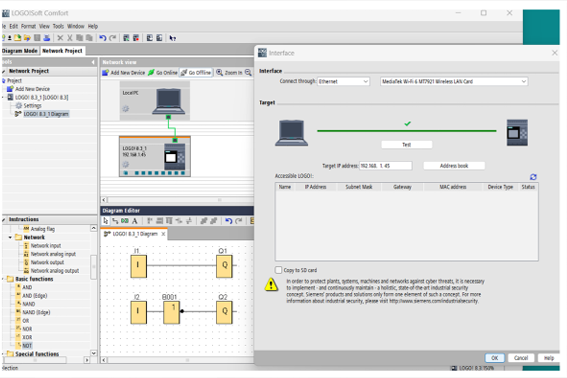 LOGO!Soft Comfort
File Edit Format View Tools Window Help
Diagram Mode Network Project
Network Project
Project
Add New Device
LOGO! 8.3_1 [LOGO! 8.3]
Settings
LOGO! 8.3_1 Diagram
Instructions
Analog flag
Network
Network input
Network analog input
Network output
Network analog output
Basic functions
AND
AND (Edge)
NAND
NAND (Edge)
OR
NOR
XOR
NOT
Special functions
Network view
Add New Device Go Online Go Offline Zoom In
Local PC
LOGO! 8.3_1
192.168.1.45
Diagram Editor
LOGO! 8.3_1 Diagram
I1
I
Q1
Q
I2
I
B001
1
Q2
Q
Interface
Interface
Connect through: Ethernet MediaTek Wi-Fi 6 MT7921 Wireless LAN Card
Target
Test
Target IP address: 192.168. 1. 45 Address book
Accessible LOGO!:
Name IP Address Subnet Mask Gateway MAC address Device Type Status
Copy to SD card
In order to protect plants, systems, machines and networks against cyber threats, it is necessary
to implement - and continuously maintain - a holistic, state-of-the-art industrial security
concept. Siemens' products and solutions only form one element of such a concept. For more
information about industrial security, please visit http://www.siemens.com/industrialsecurity.
OK Cancel Help
LOGO! 8.3 150%